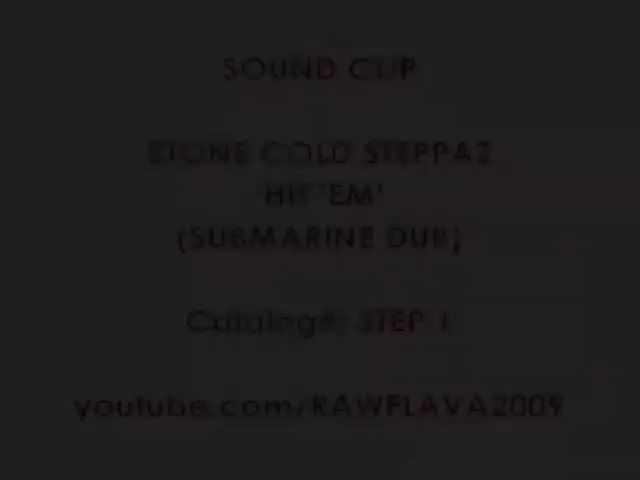 SOUND CLIP
STONE COLD STEPPAZ
'HIT 'EM'
(SUBMARINE DUB)
Catalog#: STEP 1
youtube.com/RAWFLAVA2009